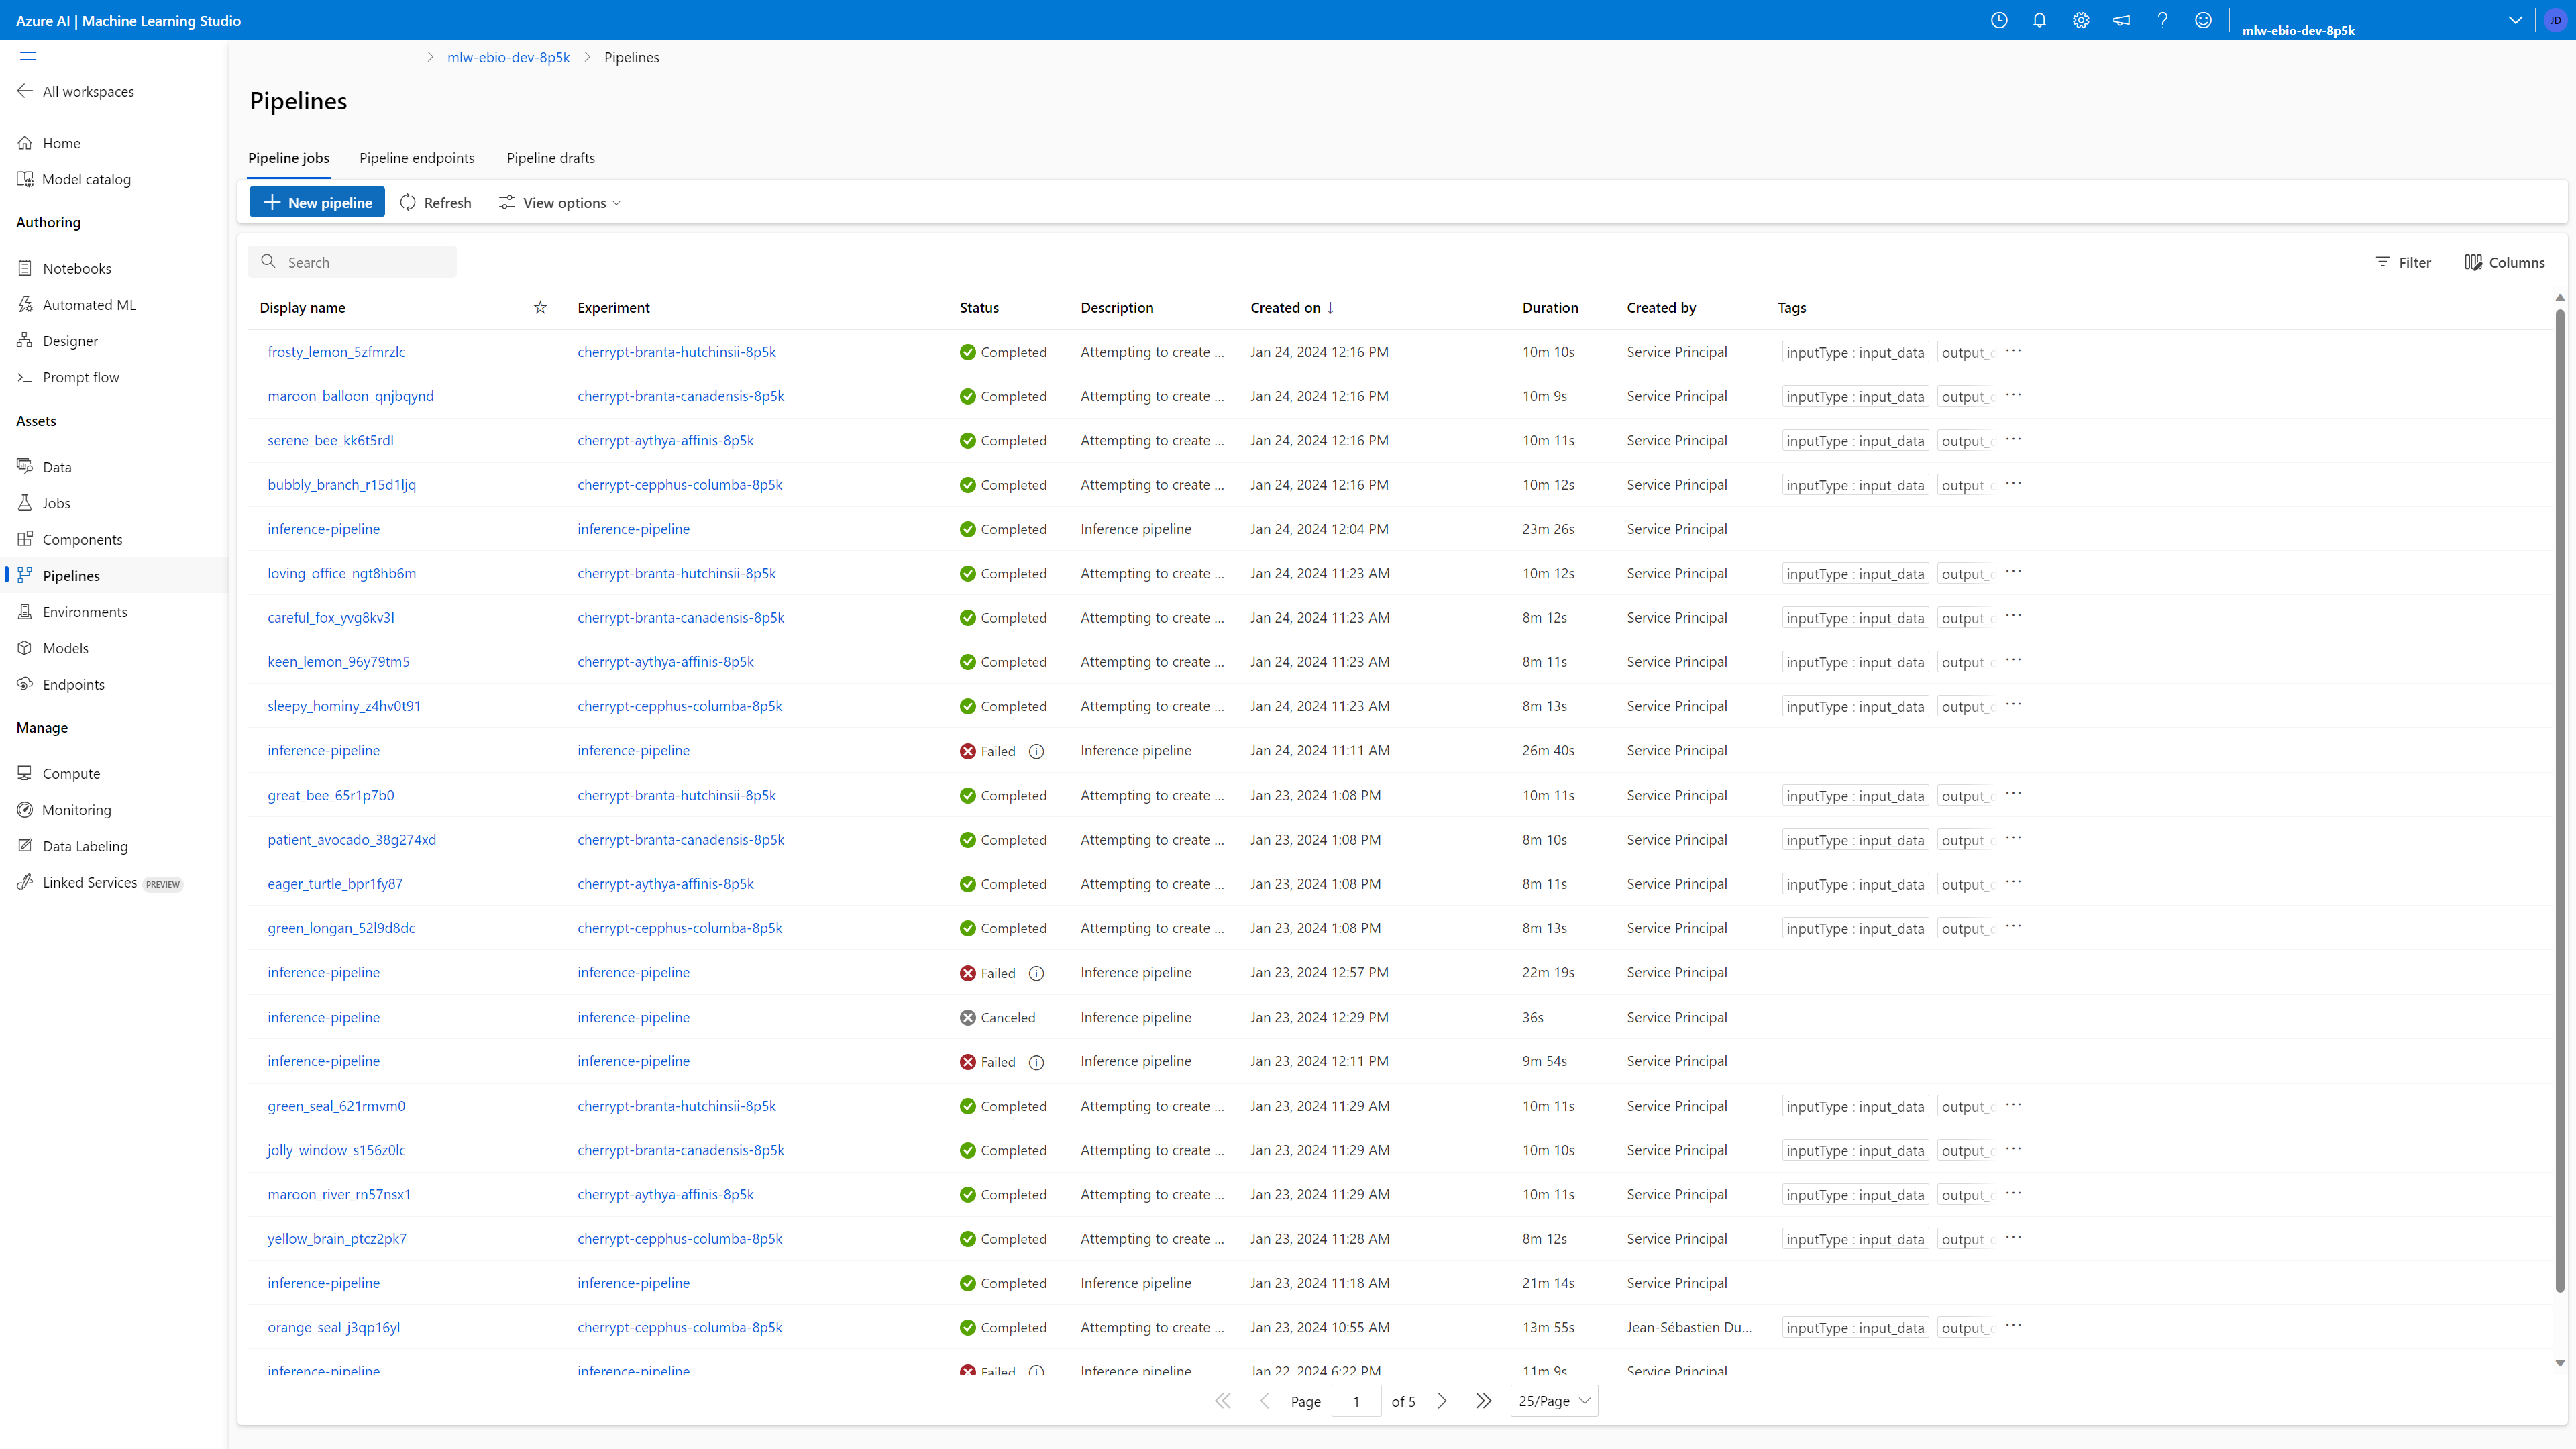 Azure AI | Machine Learning Studio
mlw-ebio-dev-8p5k
JD
mlw-ebio-dev-8p5k > Pipelines
All workspaces
Home
Model catalog
Authoring
Notebooks
Automated ML
Designer
Prompt flow
Assets
Data
Jobs
Components
Pipelines
Environments
Models
Endpoints
Manage
Compute
Monitoring
Data Labeling
Linked Services PREVIEW
Pipelines
Pipeline jobs Pipeline endpoints Pipeline drafts
New pipeline Refresh View options
Search Filter Columns
Display name Experiment Status Description Created on ↓ Duration Created by Tags
frosty_lemon_5zfmrzlc cherrypt-branta-hutchinsii-8p5k Completed Attempting to create ... Jan 24, 2024 12:16 PM 10m 10s Service Principal inputType : input_data output_c ...
maroon_balloon_qnjbqynd cherrypt-branta-canadensis-8p5k Completed Attempting to create ... Jan 24, 2024 12:16 PM 10m 9s Service Principal inputType : input_data output_c ...
serene_bee_kk6t5rdl cherrypt-aythya-affinis-8p5k Completed Attempting to create ... Jan 24, 2024 12:16 PM 10m 11s Service Principal inputType : input_data output_c ...
bubbly_branch_r15d1ljq cherrypt-cepphus-columba-8p5k Completed Attempting to create ... Jan 24, 2024 12:16 PM 10m 12s Service Principal inputType : input_data output_c ...
inference-pipeline inference-pipeline Completed Inference pipeline Jan 24, 2024 12:04 PM 23m 26s Service Principal
loving_office_ngt8hb6m cherrypt-branta-hutchinsii-8p5k Completed Attempting to create ... Jan 24, 2024 11:23 AM 10m 12s Service Principal inputType : input_data output_c ...
careful_fox_yvg8kv3l cherrypt-branta-canadensis-8p5k Completed Attempting to create ... Jan 24, 2024 11:23 AM 8m 12s Service Principal inputType : input_data output_c ...
keen_lemon_96y79tm5 cherrypt-aythya-affinis-8p5k Completed Attempting to create ... Jan 24, 2024 11:23 AM 8m 11s Service Principal inputType : input_data output_c ...
sleepy_hominy_z4hv0t91 cherrypt-cepphus-columba-8p5k Completed Attempting to create ... Jan 24, 2024 11:23 AM 8m 13s Service Principal inputType : input_data output_c ...
inference-pipeline inference-pipeline Failed Inference pipeline Jan 24, 2024 11:11 AM 26m 40s Service Principal
great_bee_65r1p7b0 cherrypt-branta-hutchinsii-8p5k Completed Attempting to create ... Jan 23, 2024 1:08 PM 10m 11s Service Principal inputType : input_data output_c ...
patient_avocado_38g274xd cherrypt-branta-canadensis-8p5k Completed Attempting to create ... Jan 23, 2024 1:08 PM 8m 10s Service Principal inputType : input_data output_c ...
eager_turtle_bpr1fy87 cherrypt-aythya-affinis-8p5k Completed Attempting to create ... Jan 23, 2024 1:08 PM 8m 11s Service Principal inputType : input_data output_c ...
green_longan_52l9d8dc cherrypt-cepphus-columba-8p5k Completed Attempting to create ... Jan 23, 2024 1:08 PM 8m 13s Service Principal inputType : input_data output_c ...
inference-pipeline inference-pipeline Failed Inference pipeline Jan 23, 2024 12:57 PM 22m 19s Service Principal
inference-pipeline inference-pipeline Canceled Inference pipeline Jan 23, 2024 12:29 PM 36s Service Principal
inference-pipeline inference-pipeline Failed Inference pipeline Jan 23, 2024 12:11 PM 9m 54s Service Principal
green_seal_621rmvm0 cherrypt-branta-hutchinsii-8p5k Completed Attempting to create ... Jan 23, 2024 11:29 AM 10m 11s Service Principal inputType : input_data output_c ...
jolly_window_s156z0lc cherrypt-branta-canadensis-8p5k Completed Attempting to create ... Jan 23, 2024 11:29 AM 10m 10s Service Principal inputType : input_data output_c ...
maroon_river_rn57nsx1 cherrypt-aythya-affinis-8p5k Completed Attempting to create ... Jan 23, 2024 11:29 AM 10m 11s Service Principal inputType : input_data output_c ...
yellow_brain_ptcz2pk7 cherrypt-cepphus-columba-8p5k Completed Attempting to create ... Jan 23, 2024 11:28 AM 8m 12s Service Principal inputType : input_data output_c ...
inference-pipeline inference-pipeline Completed Inference pipeline Jan 23, 2024 11:18 AM 21m 14s Service Principal
orange_seal_j3qp16yl cherrypt-cepphus-columba-8p5k Completed Attempting to create ... Jan 23, 2024 10:55 AM 13m 55s Jean-Sébastien Du... inputType : input_data output_c ...
inference-pipeline inference-pipeline Failed Inference pipeline Jan 22, 2024 6:22 PM 11m 9s Service Principal
Page 1 of 5 25/Page